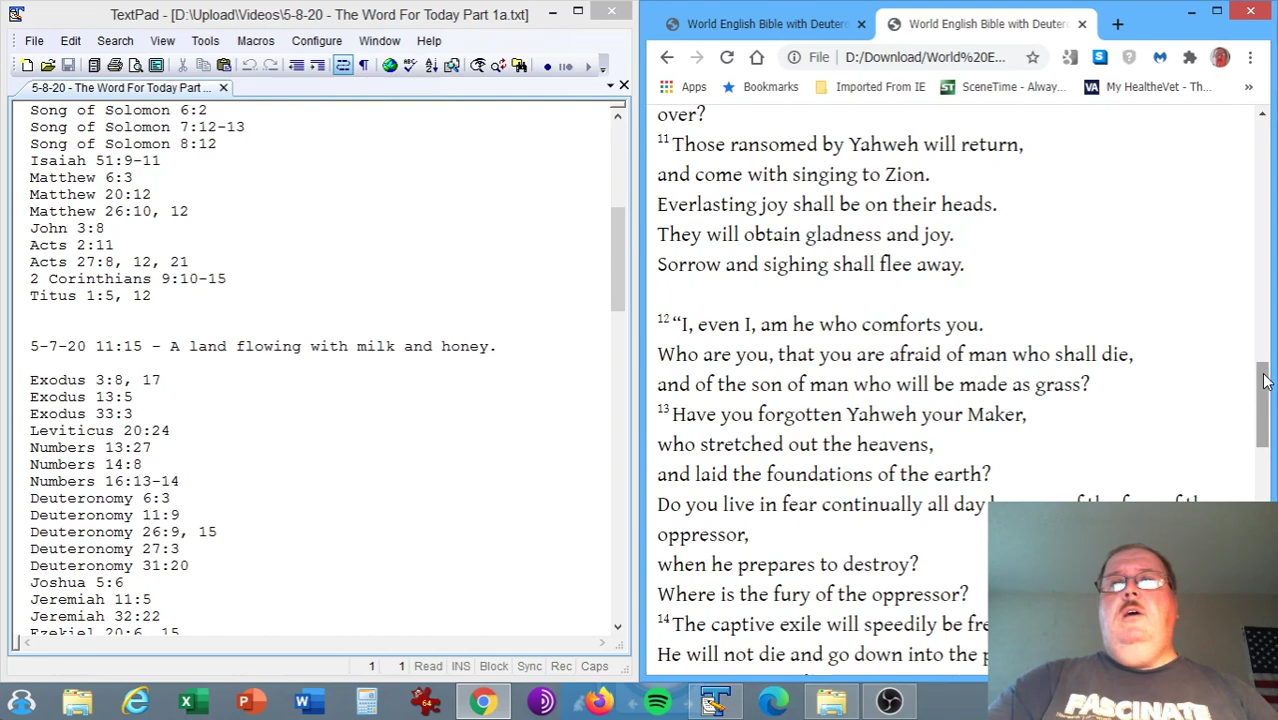 TextPad - [D:\Upload\Videos\5-8-20 - The Word For Today Part 1a.txt]
File Edit Search View Tools Macros Configure Window Help
5-8-20 - The Word For Today Part ...
Song of Solomon 6:2
Song of Solomon 7:12-13
Song of Solomon 8:12
Isaiah 51:9-11
Matthew 6:3
Matthew 20:12
Matthew 26:10, 12
John 3:8
Acts 2:11
Acts 27:8, 12, 21
2 Corinthians 9:10-15
Titus 1:5, 12
5-7-20 11:15 - A land flowing with milk and honey.
Exodus 3:8, 17
Exodus 13:5
Exodus 33:3
Leviticus 20:24
Numbers 13:27
Numbers 14:8
Numbers 16:13-14
Deuteronomy 6:3
Deuteronomy 11:9
Deuteronomy 26:9, 15
Deuteronomy 27:3
Deuteronomy 31:20
Joshua 5:6
Jeremiah 11:5
Jeremiah 32:22
Ezekiel 20:6, 15
1 1 Read INS Block Sync Rec Caps
World English Bible with Deuter World English Bible with Deuter
File D:/Download/World%20E...
Apps Bookmarks Imported From IE ST SceneTime - Alway... VA My HealtheVet - Th... »
over?
11 Those ransomed by Yahweh will return,
and come with singing to Zion.
Everlasting joy shall be on their heads.
They will obtain gladness and joy.
Sorrow and sighing shall flee away.
12 “I, even I, am he who comforts you.
Who are you, that you are afraid of man who shall die,
and of the son of man who will be made as grass?
13 Have you forgotten Yahweh your Maker,
who stretched out the heavens,
and laid the foundations of the earth?
Do you live in fear continually all day
oppressor,
when he prepares to destroy?
Where is the fury of the oppressor?
14 The captive exile will speedily be fre
He will not die and go down into the p
FASCINATE
64